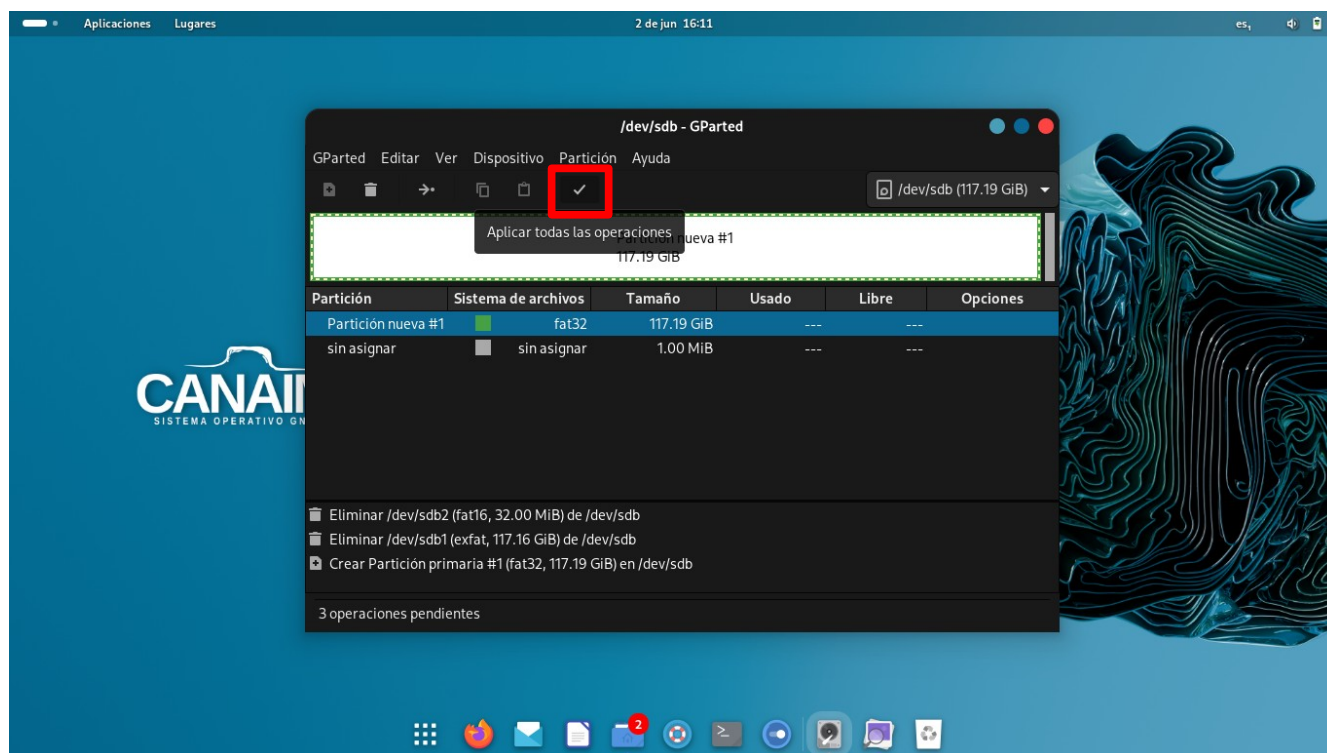 Aplicaciones Lugares 2 de jun 16:11 es₁
/dev/sdb - GParted
GParted Editar Ver Dispositivo Partición Ayuda
/dev/sdb (117.19 GiB)
Aplicar todas las operaciones
Partición nueva #1
117.19 GiB
Partición Sistema de archivos Tamaño Usado Libre Opciones
Partición nueva #1 fat32 117.19 GiB --- ---
sin asignar sin asignar 1.00 MiB --- ---
CANAI
SISTEMA OPERATIVO GN
Eliminar /dev/sdb2 (fat16, 32.00 MiB) de /dev/sdb
Eliminar /dev/sdb1 (exfat, 117.16 GiB) de /dev/sdb
Crear Partición primaria #1 (fat32, 117.19 GiB) en /dev/sdb
3 operaciones pendientes
2